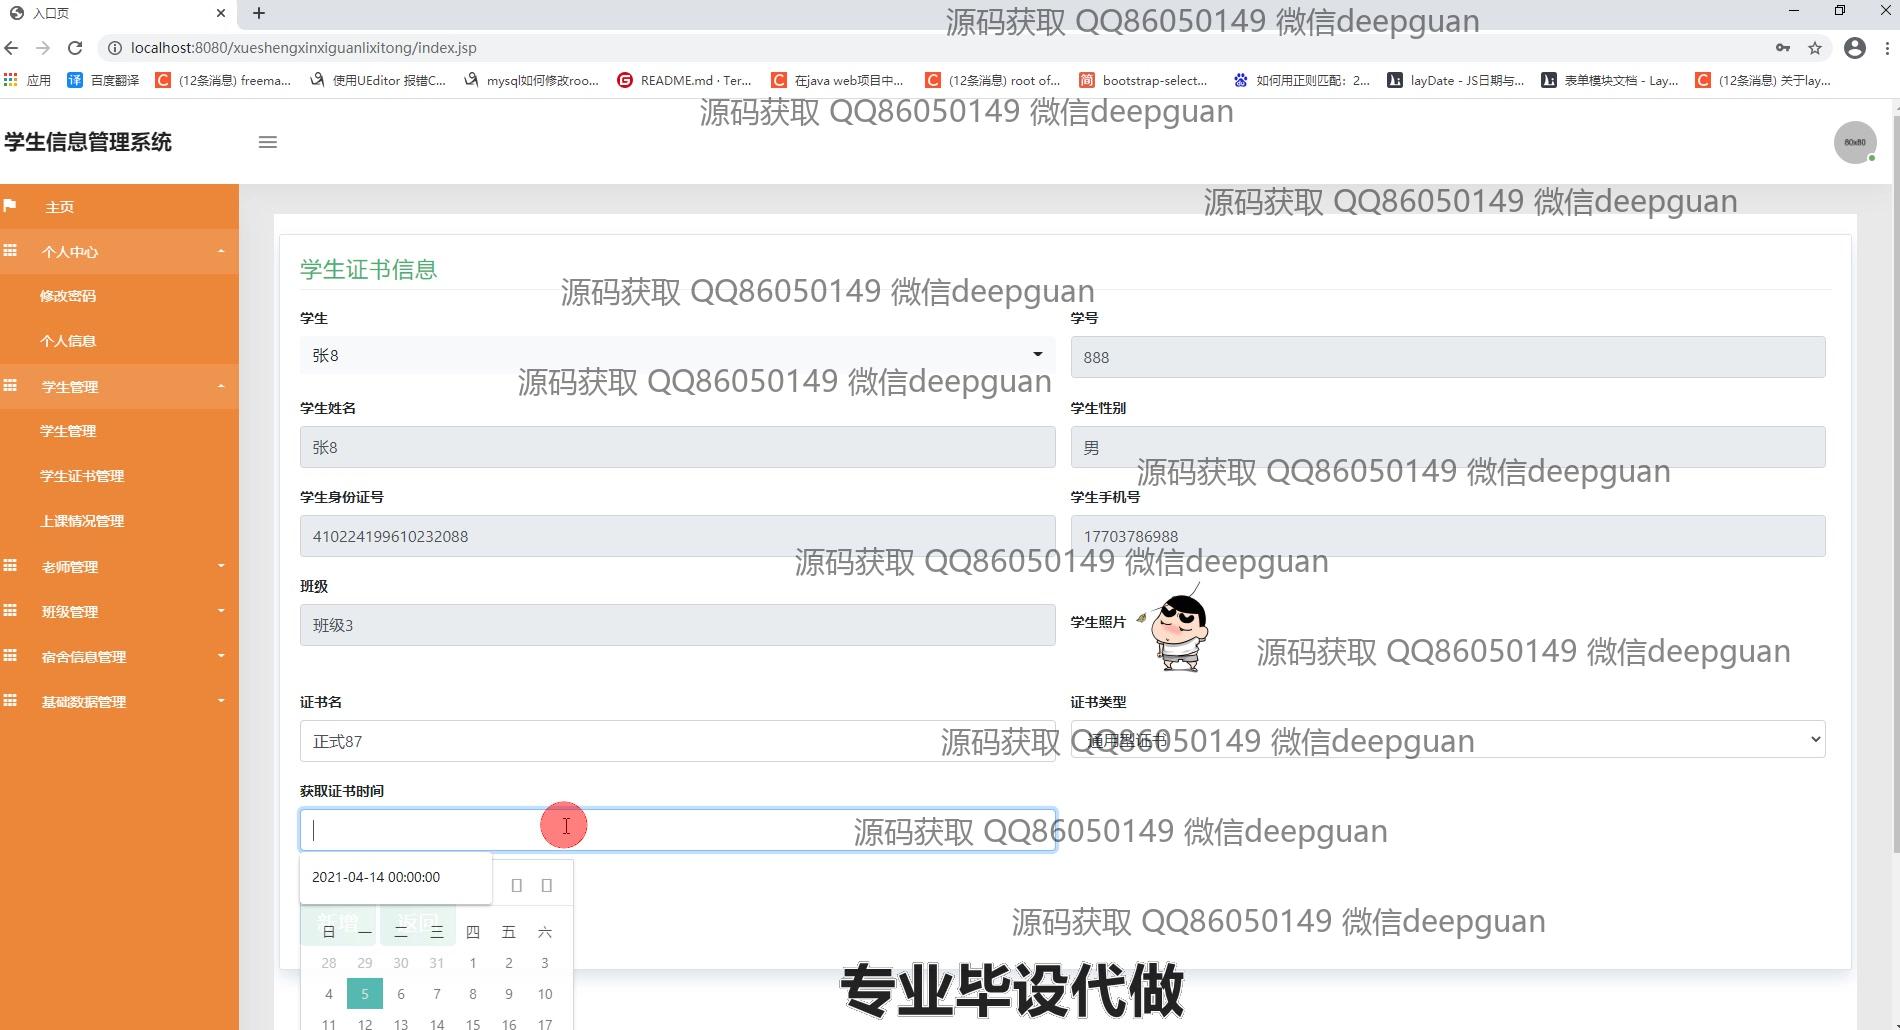 入口页
源码获取 QQ86050149 微信deepguan
localhost:8080/xueshengxinxiguanlixitong/index.jsp
应用 百度翻译 (12条消息) freema... 使用UEditor 报错C... mysql如何修改roo... README.md · Ter... 在java web项目中... (12条消息) root of... bootstrap-select... 如何用正则匹配：2... layDate - JS日期与... 表单模块文档 - Lay... (12条消息) 关于lay...
源码获取 QQ86050149 微信deepguan
学生信息管理系统
80x80
源码获取 QQ86050149 微信deepguan
主页
个人中心
修改密码
个人信息
学生管理
学生管理
学生证书管理
上课情况管理
老师管理
班级管理
宿舍信息管理
基础数据管理
学生证书信息
源码获取 QQ86050149 微信deepguan
学生 学号
张8 888
源码获取 QQ86050149 微信deepguan
学生姓名 学生性别
张8 男
源码获取 QQ86050149 微信deepguan
学生身份证号 学生手机号
410224199610232088 17703786988
源码获取 QQ86050149 微信deepguan
班级
班级3 学生照片
源码获取 QQ86050149 微信deepguan
证书名 证书类型
正式87 通用型证书
源码获取 QQ86050149 微信deepguan
获取证书时间
源码获取 QQ86050149 微信deepguan
2021-04-14 00:00:00
新增 返回
源码获取 QQ86050149 微信deepguan
日 一 二 三 四 五 六
28 29 30 31 1 2 3
4 5 6 7 8 9 10
11 12 13 14 15 16 17
专业毕设代做